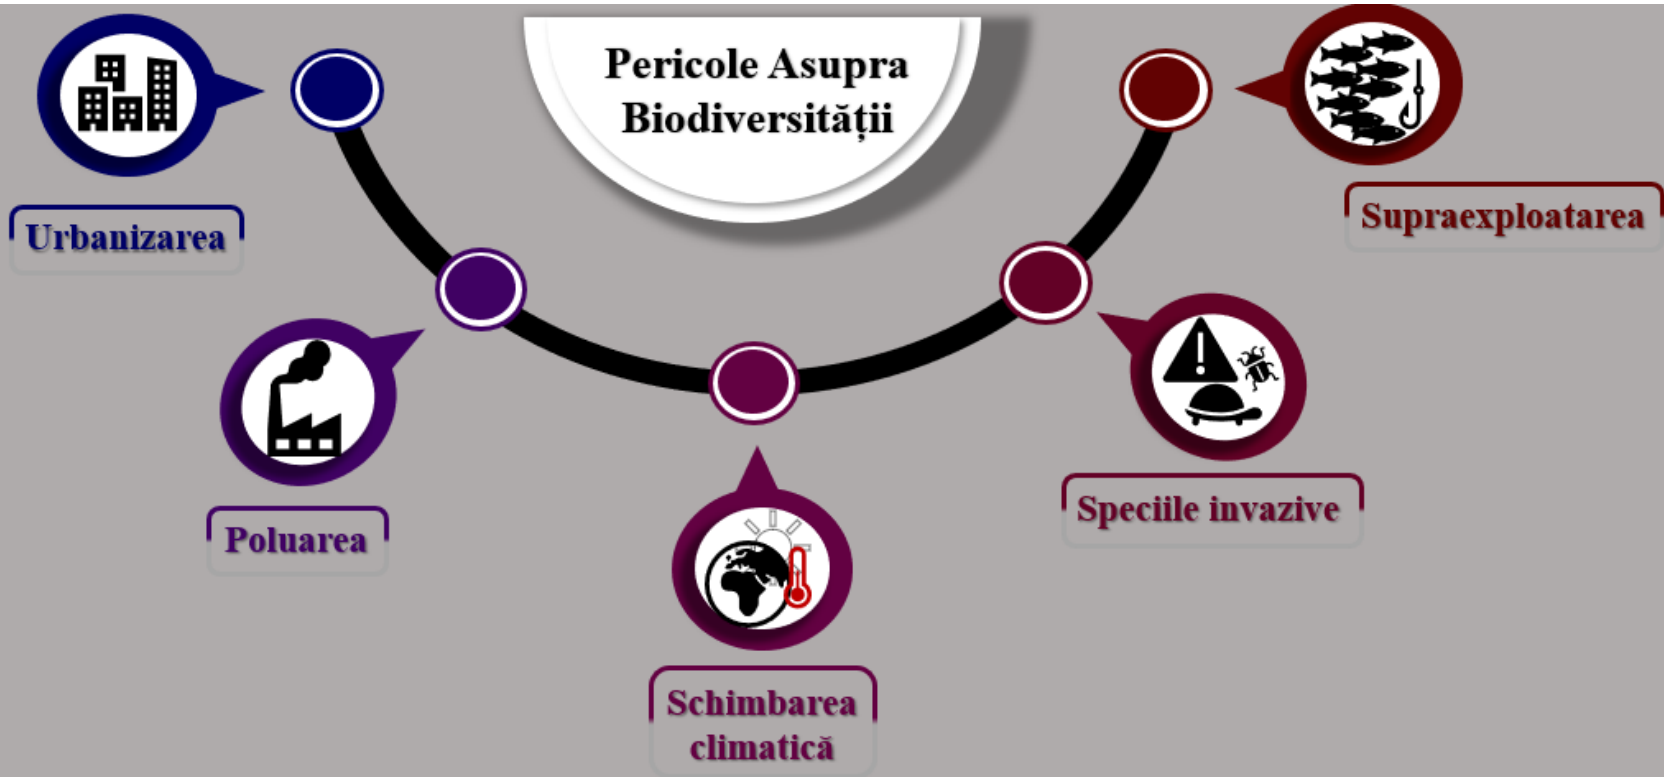 Pericole Asupra
Biodiversității
Urbanizarea
Poluarea
Schimbarea
climatică
Speciile invazive
Supraexploatarea